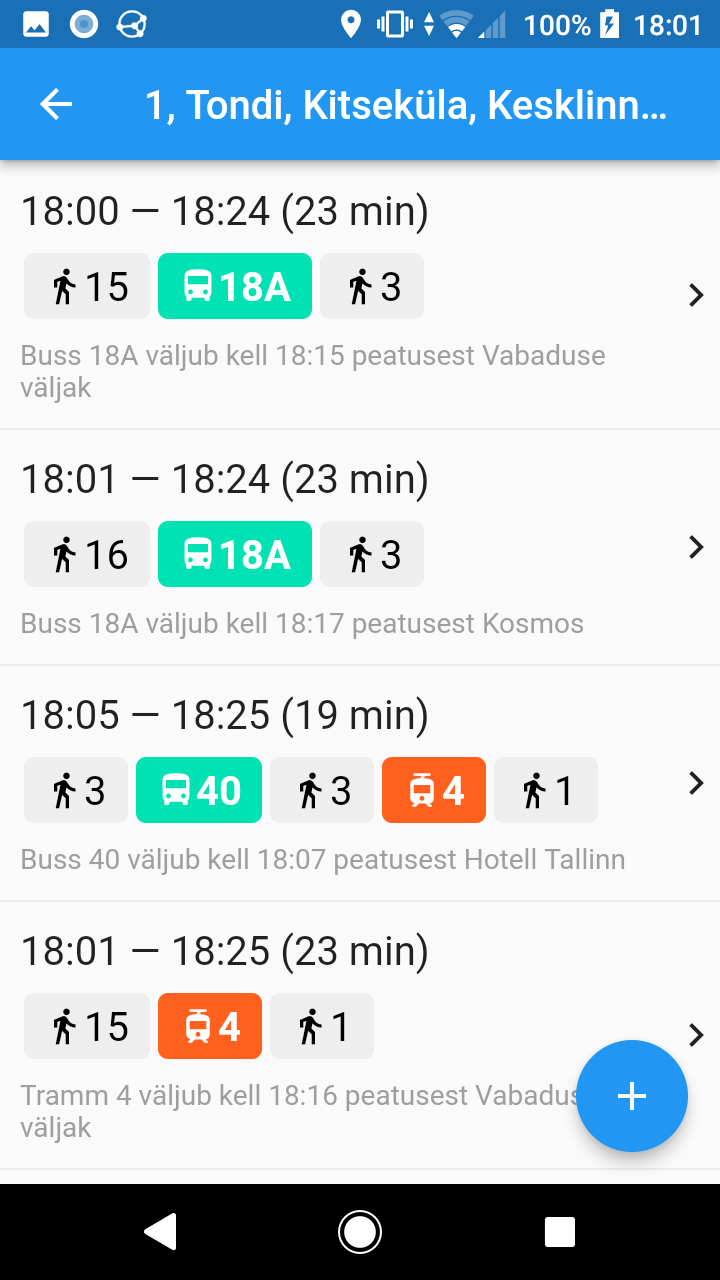 100% 18:01
1, Tondi, Kitseküla, Kesklinn...
18:00 — 18:24 (23 min)
15 18A 3
Buss 18A väljub kell 18:15 peatusest Vabaduse
väljak
18:01 — 18:24 (23 min)
16 18A 3
Buss 18A väljub kell 18:17 peatusest Kosmos
18:05 — 18:25 (19 min)
3 40 3 4 1
Buss 40 väljub kell 18:07 peatusest Hotell Tallinn
18:01 — 18:25 (23 min)
15 4 1
Tramm 4 väljub kell 18:16 peatusest Vabadus
väljak